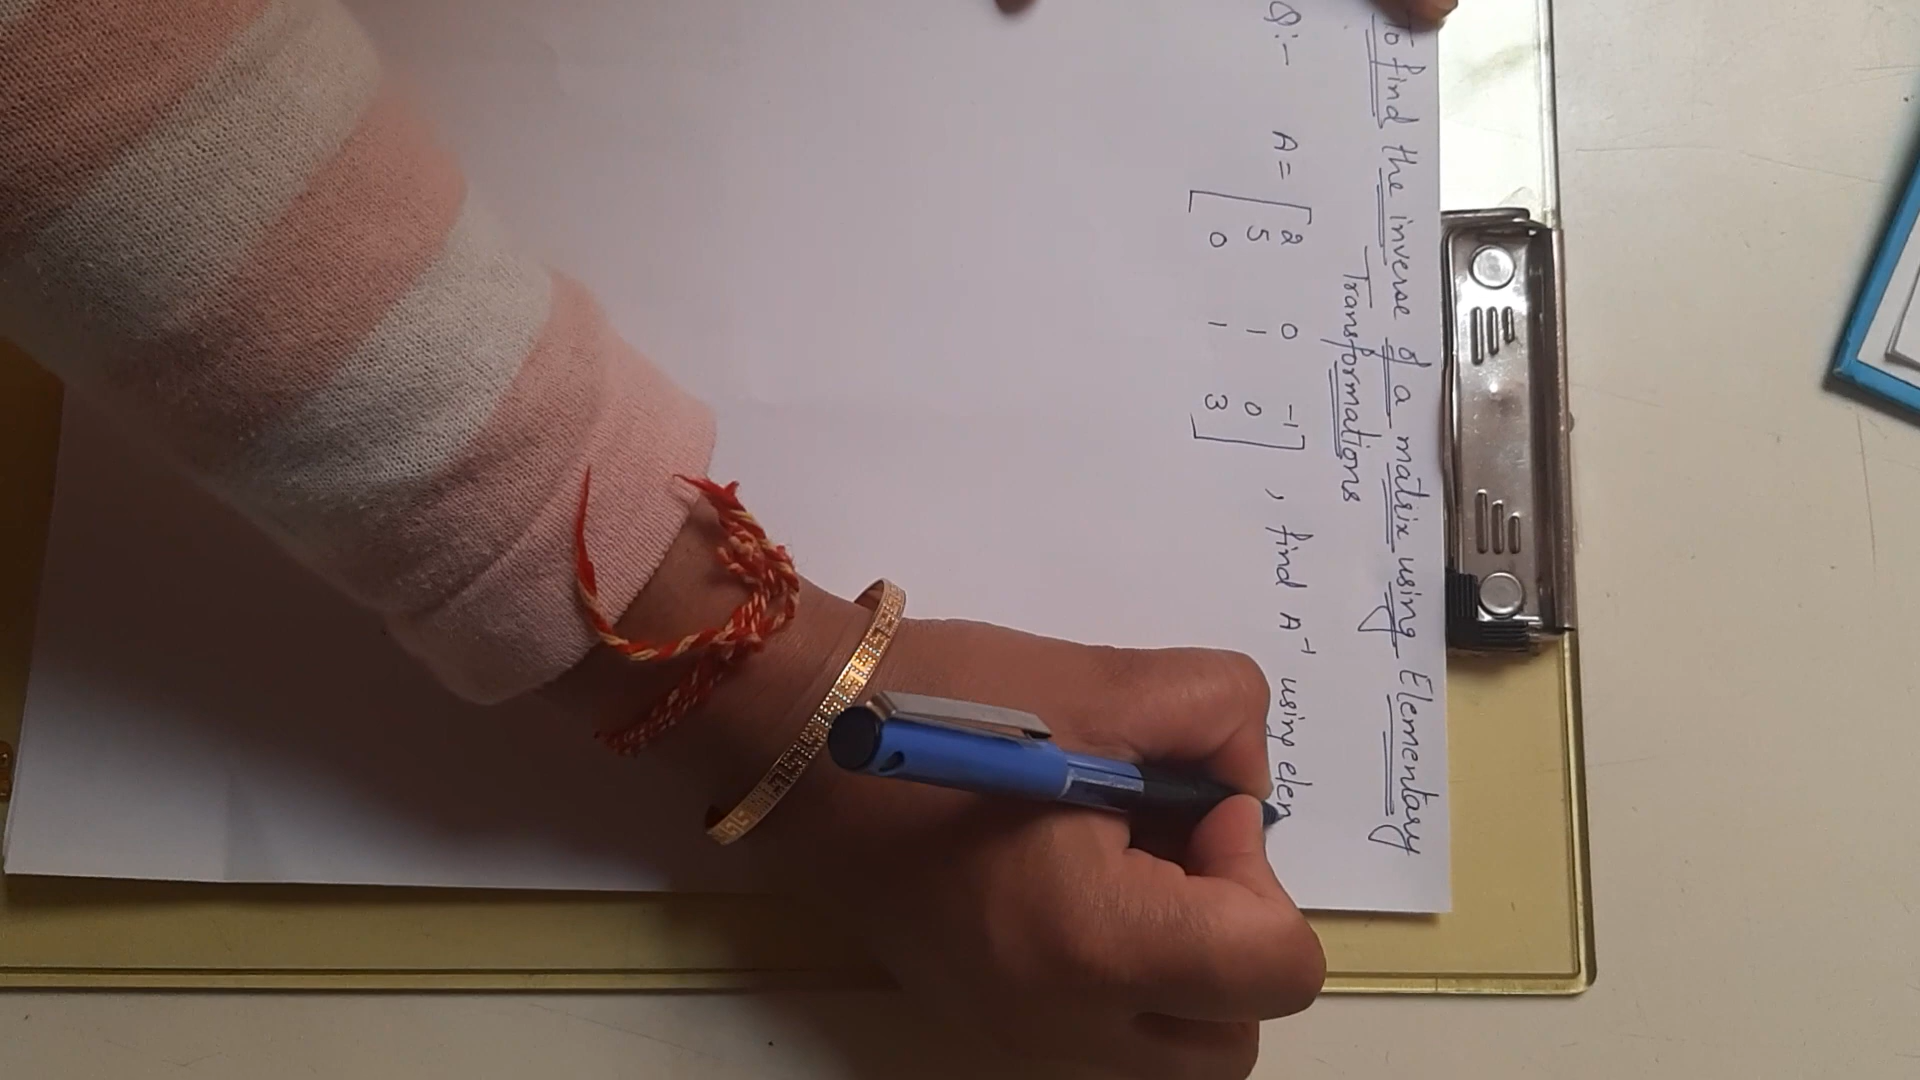 To find the inverse of a matrix using Elementary
Transformations
Q:- A = [ 2 0 -1
5 1 0
0 1 3 ] , find A⁻¹ using elem